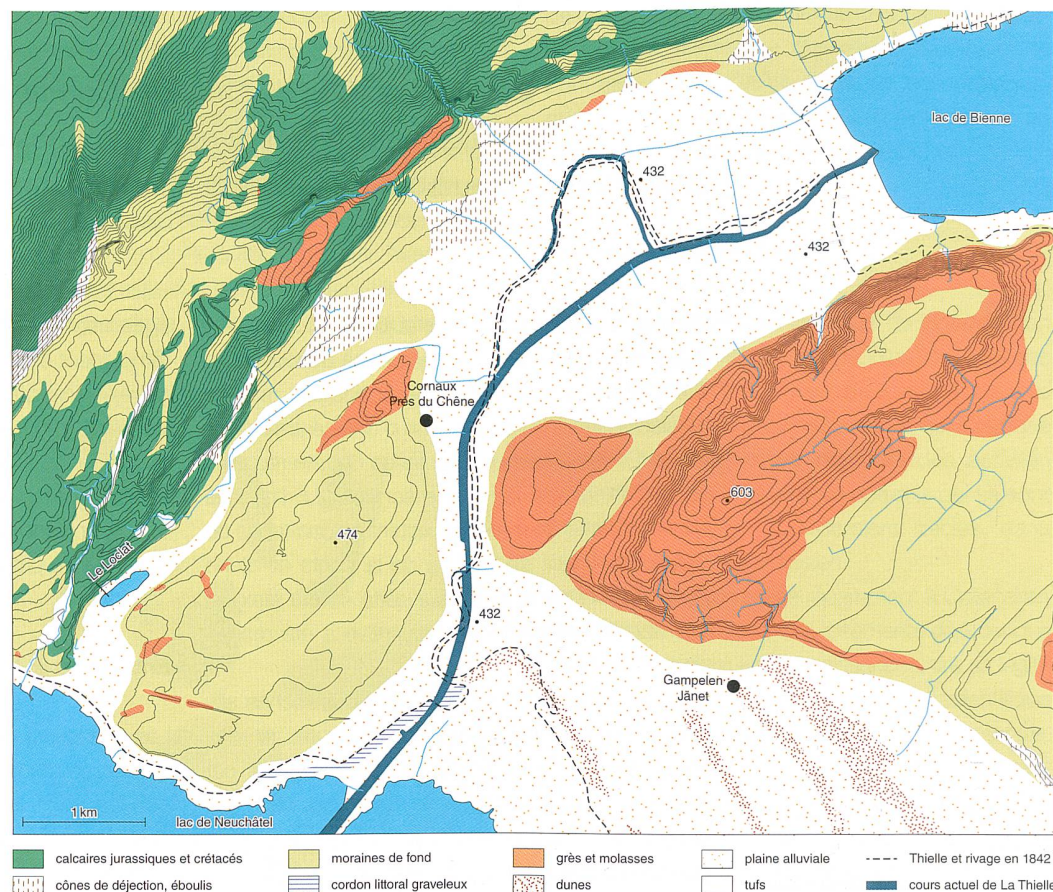 lac de Bienne
432
432
Cornaux
Prés du Chêne
603
474
Le Loclat
432
Gampelen
Jänet
1 km
lac de Neuchâtel
calcaires jurassiques et crétacés
moraines de fond
grès et molasses
plaine alluviale
Thielle et rivage en 1842
cônes de déjection, éboulis
cordon littoral graveleux
dunes
tufs
cours actuel de La Thielle